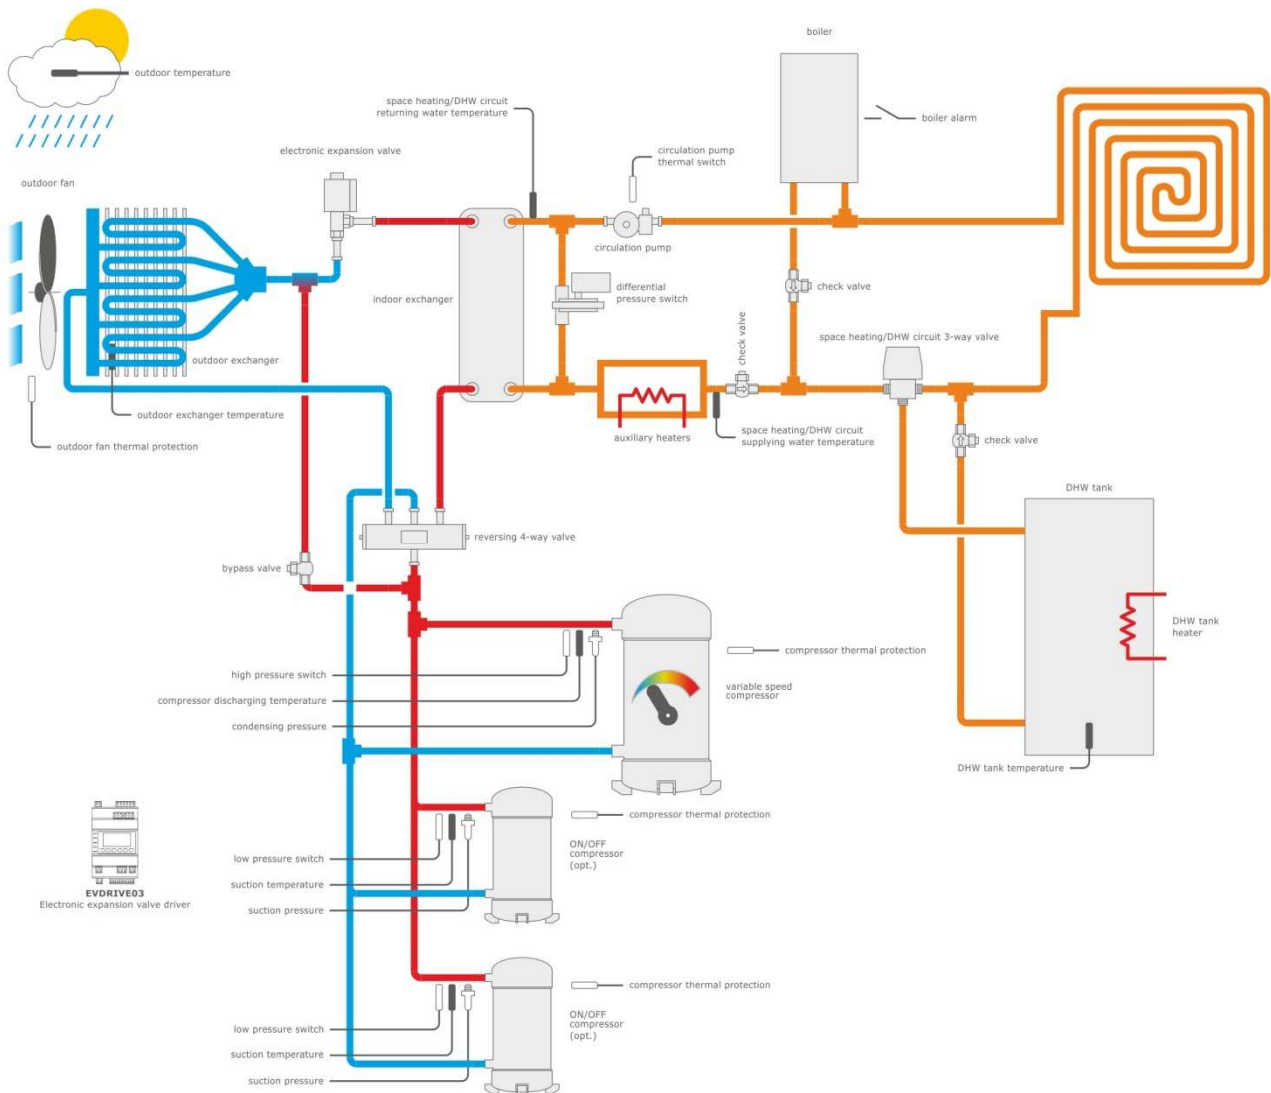 boiler
outdoor temperature
space heating/DHW circuit
returning water temperature
boiler alarm
circulation pump
thermal switch
electronic expansion valve
outdoor fan
circulation pump
indoor exchanger
differential
pressure switch
check valve
check valve
space heating/DHW circuit 3-way valve
outdoor exchanger
outdoor exchanger temperature
outdoor fan thermal protection
auxiliary heaters
space heating/DHW circuit
supplying water temperature
check valve
DHW tank
reversing 4-way valve
bypass valve
DHW tank
heater
compressor thermal protection
high pressure switch
variable speed
compressor
compressor discharging temperature
condensing pressure
DHW tank temperature
compressor thermal protection
ON/OFF
compressor
(opt.)
low pressure switch
suction temperature
suction pressure
EVDRIVE03
Electronic expansion valve driver
compressor thermal protection
ON/OFF
compressor
(opt.)
low pressure switch
suction temperature
suction pressure